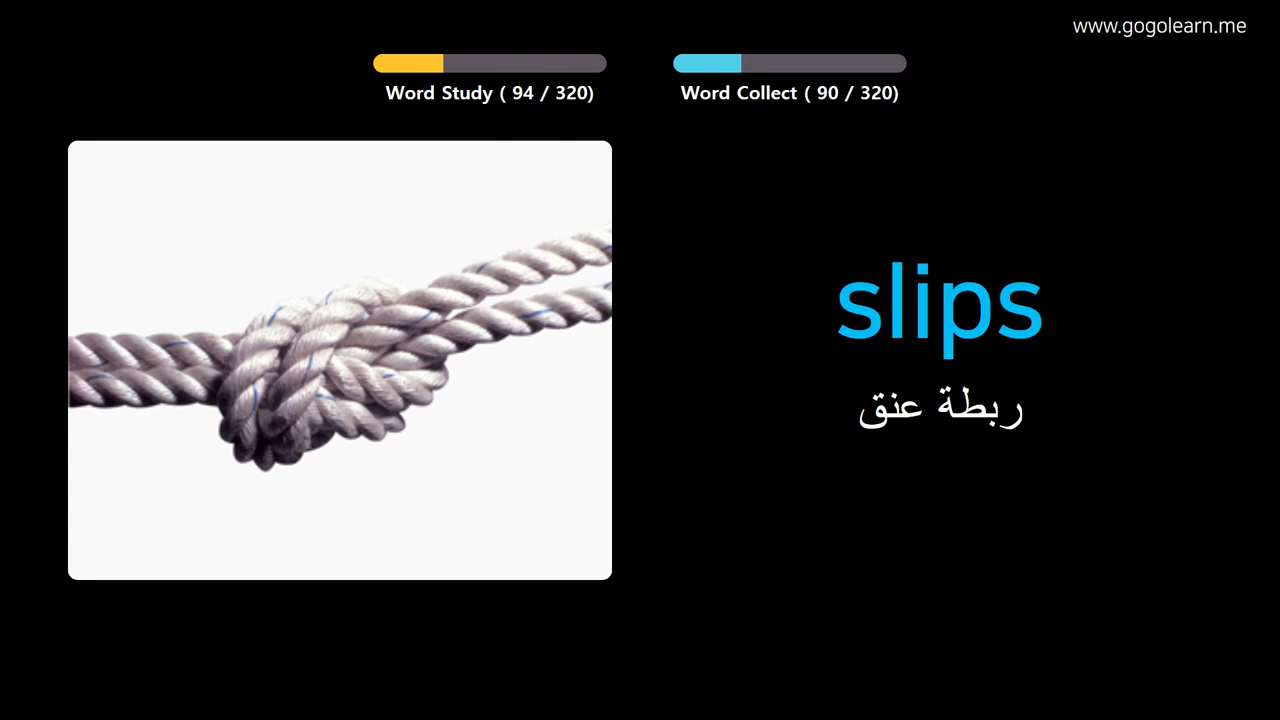 www.gogolearn.me
Word Study ( 94 / 320)
Word Collect ( 90 / 320)
slips
ربطة عنق